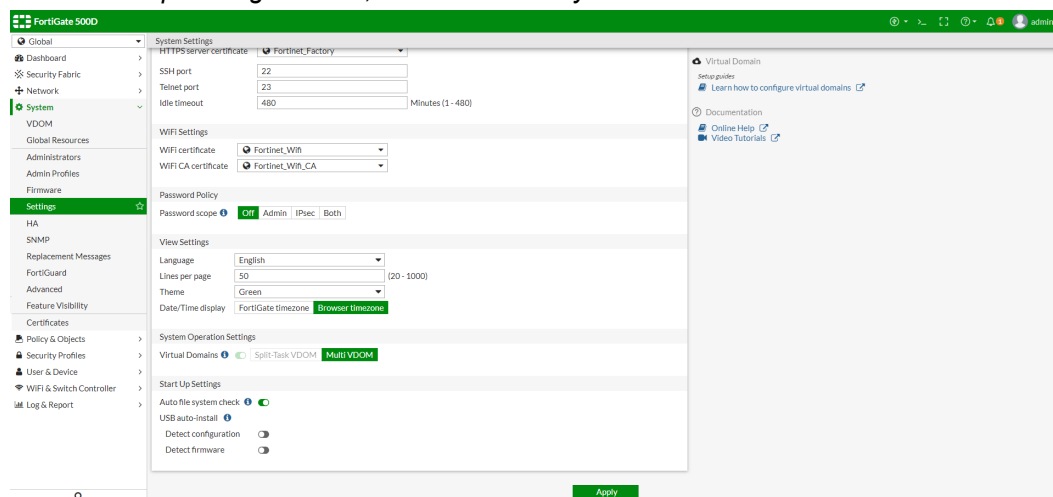 FortiGate 500D
admin
Global
System Settings
Dashboard
Security Fabric
Network
System
VDOM
Global Resources
Administrators
Admin Profiles
Firmware
Settings
HA
SNMP
Replacement Messages
FortiGuard
Advanced
Feature Visibility
Certificates
Policy & Objects
Security Profiles
User & Device
WiFi & Switch Controller
Log & Report
HTTPS server certificate Fortinet_Factory
SSH port 22
Telnet port 23
Idle timeout 480 Minutes (1 - 480)
WiFi Settings
WiFi certificate Fortinet_Wifi
WiFi CA certificate Fortinet_Wifi_CA
Password Policy
Password scope Off Admin IPsec Both
View Settings
Language English
Lines per page 50 (20 - 1000)
Theme Green
Date/Time display FortiGate timezone Browser timezone
System Operation Settings
Virtual Domains Split-Task VDOM Multi VDOM
Start Up Settings
Auto file system check
USB auto-install
Detect configuration
Detect firmware
Apply
Virtual Domain
Setup guides
Learn how to configure virtual domains
Documentation
Online Help
Video Tutorials